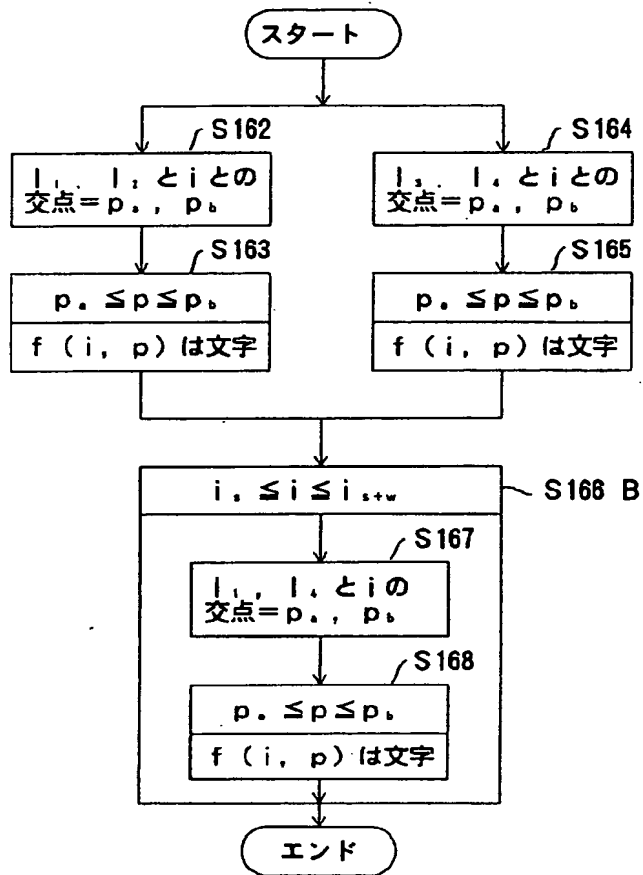 スタート
S162
l₁, l₂とiとの
交点=pₐ, p_b
S163
pₐ≦p≦p_b
f(i, p)は文字
S164
l₃, l₄とiとの
交点=pₐ, p_b
S165
pₐ≦p≦p_b
f(i, p)は文字
S166 B
iₛ≦i≦iₛ₊w
S167
l₁, l₄とiの
交点=pₐ, p_b
S168
pₐ≦p≦p_b
f(i, p)は文字
エンド